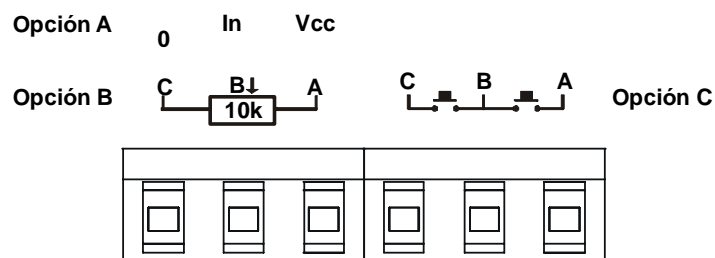 Opción A 0 In Vcc
Opción B C B A C B A Opción C
10k